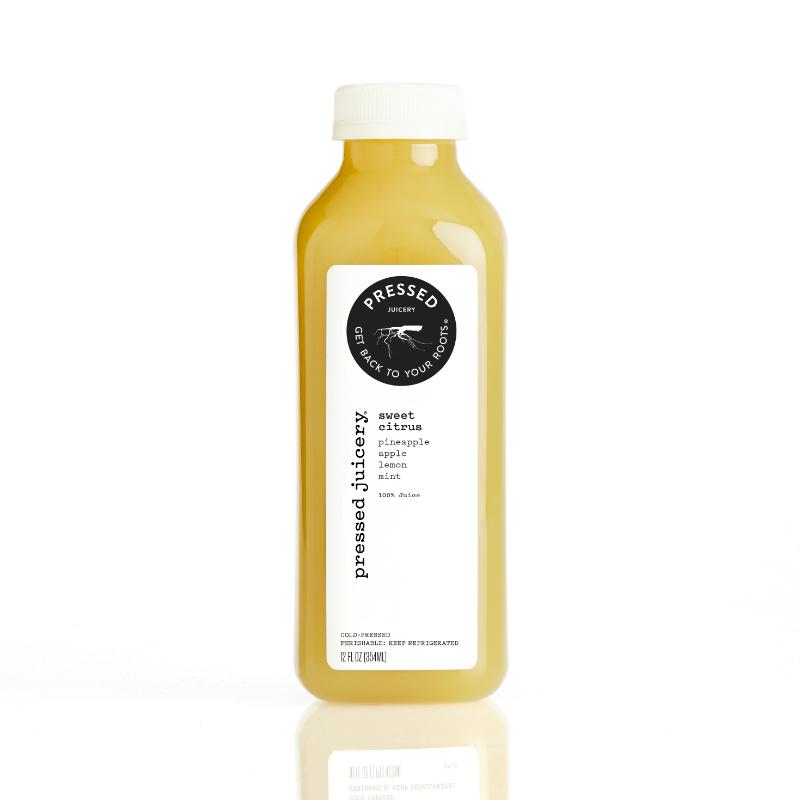 PRESSED
JUICERY
GET BACK TO YOUR ROOTS®
pressed juicery®
sweet
citrus
pineapple
apple
lemon
mint
100% Juice
COLD-PRESSED
PERISHABLE: KEEP REFRIGERATED
12 FL OZ (354ML)